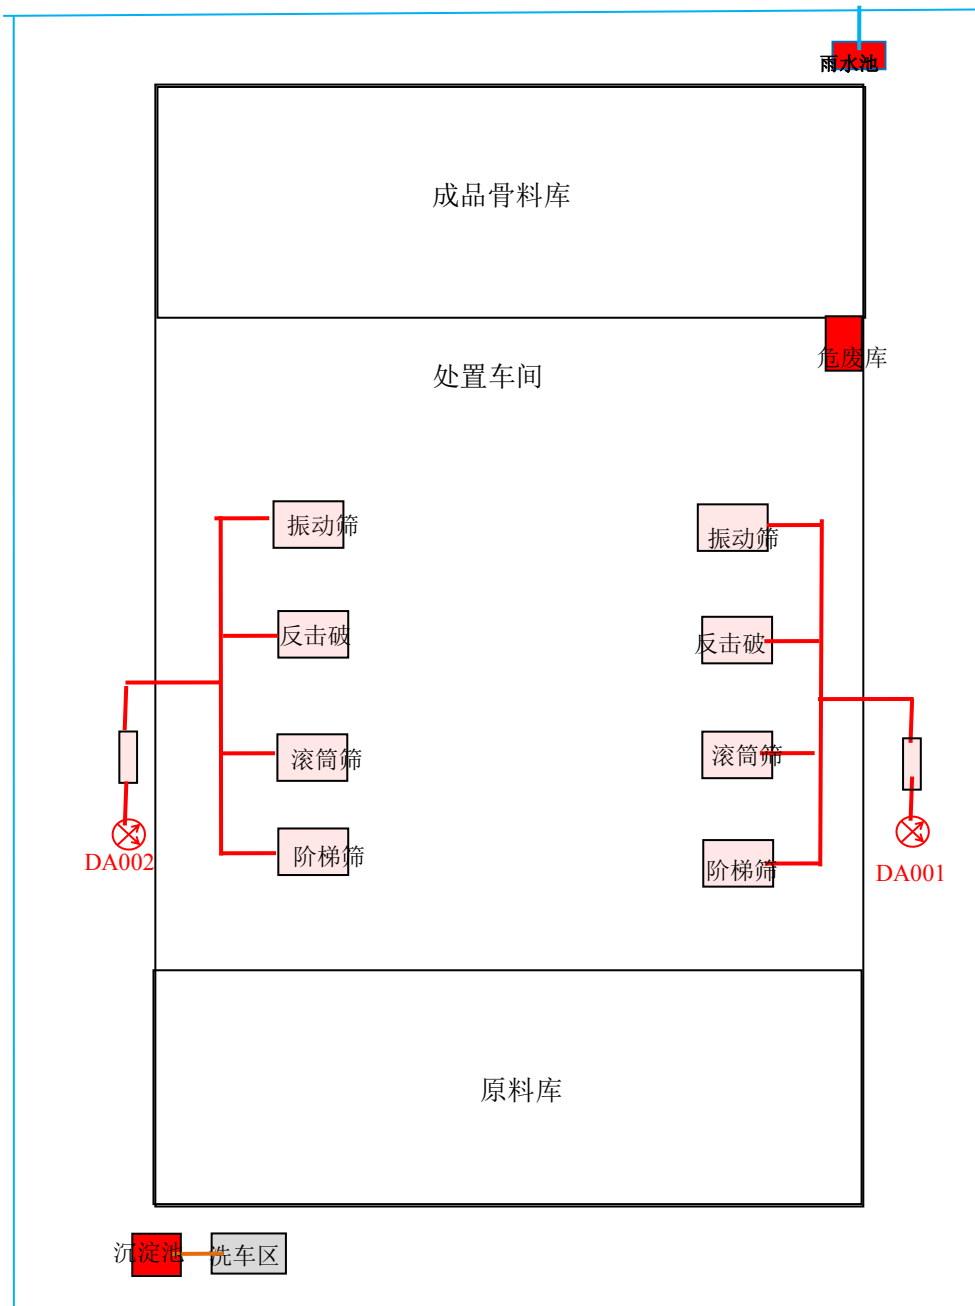 雨水池
成品骨料库
危废库
处置车间
振动筛
振动筛
反击破
反击破
滚筒筛
滚筒筛
阶梯筛
阶梯筛
DA002
DA001
原料库
沉淀池
洗车区